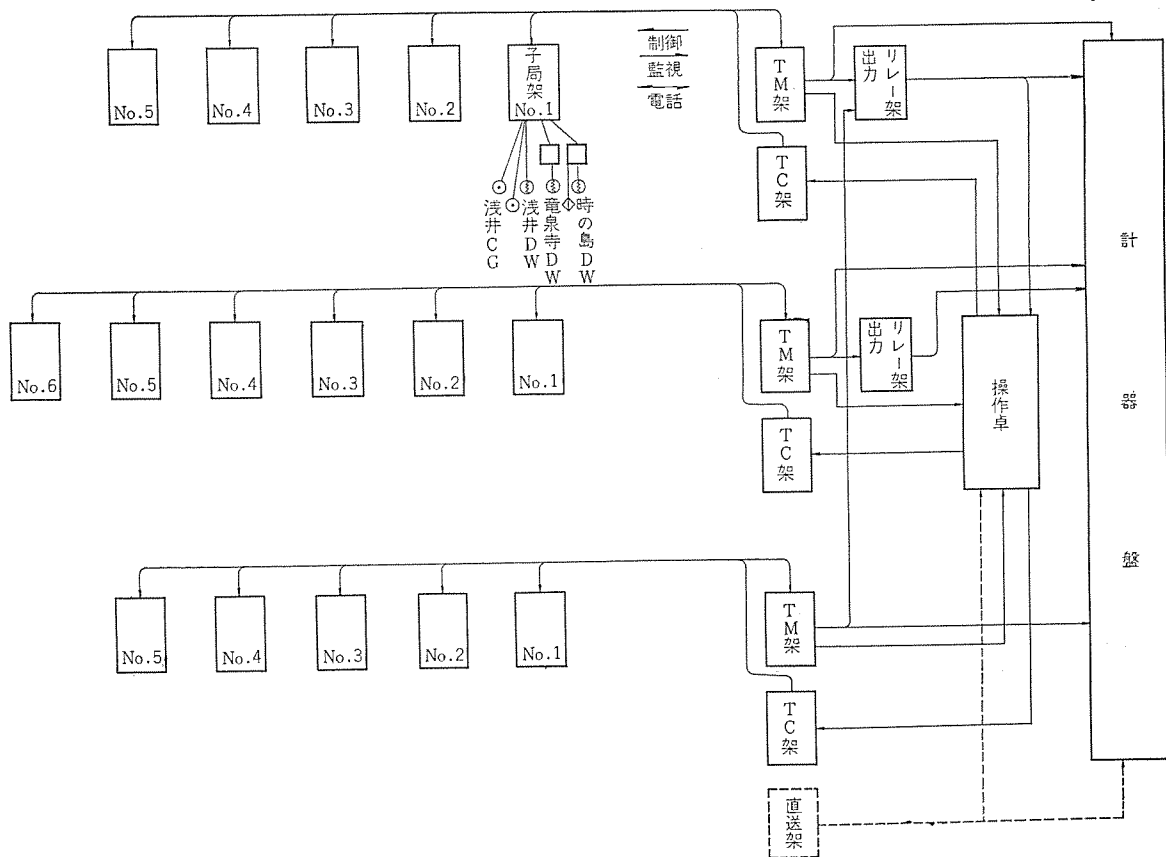 制御
監視
電話
No.5
No.4
No.3
No.2
子局架
No.1
TM架
出力
リレー架
TC架
浅井CG
浅井DW
竜泉寺DW
時の島DW
計器盤
No.6
No.5
No.4
No.3
No.2
No.1
TM架
出力
リレー架
TC架
操作卓
No.5
No.4
No.3
No.2
No.1
TM架
TC架
直送架